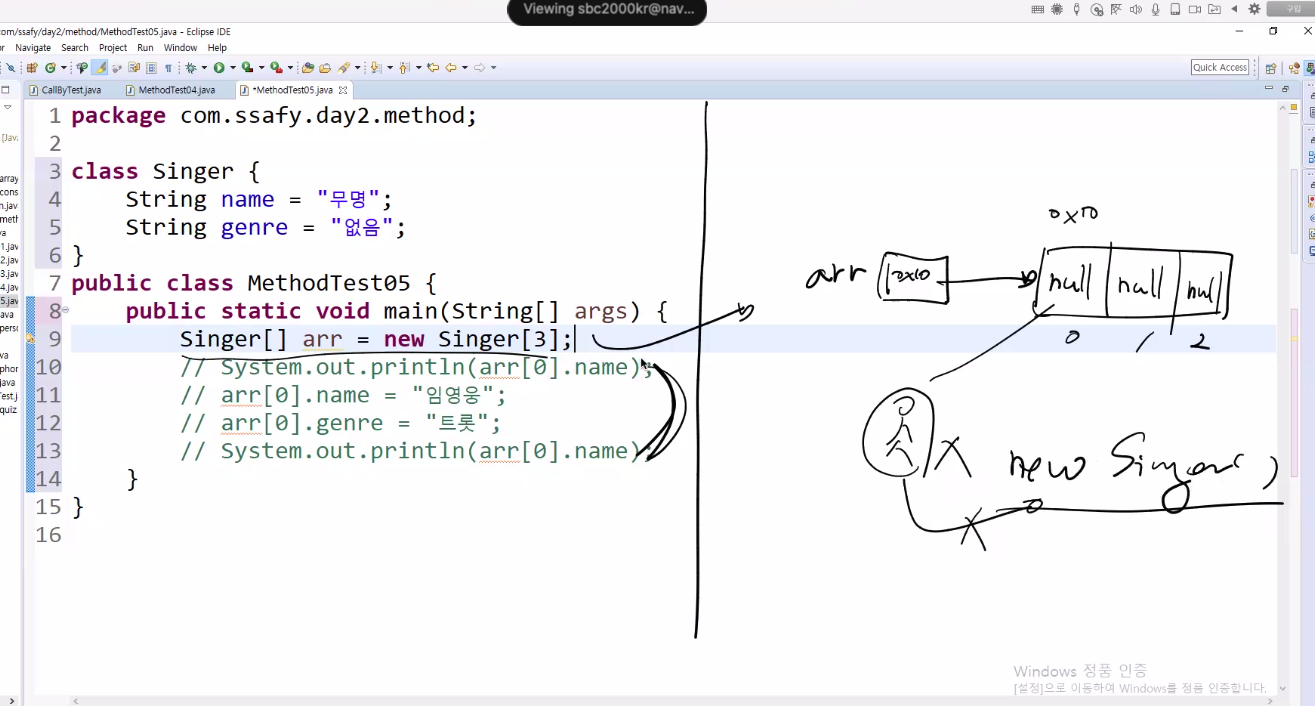 Viewing sbc2000kr@nav...
구입
com/ssafy/day2/method/MethodTest05.java - Eclipse IDE
Navigate Search Project Run Window Help
Quick Access
CallByTest.java MethodTest04.java *MethodTest05.java
1 package com.ssafy.day2.method;
2
3 class Singer {
4 String name = "무명";
5 String genre = "없음";
6 }
7 public class MethodTest05 {
8 public static void main(String[] args) {
9 Singer[] arr = new Singer[3];
10 // System.out.println(arr[0].name);
11 // arr[0].name = "임영웅";
12 // arr[0].genre = "트롯";
13 // System.out.println(arr[0].name);
14 }
15 }
16
0x10
arr 0x10 null null null
0 1 2
X new Singer()
X
Windows 정품 인증
[설정]으로 이동하여 Windows를 정품 인증합니다.